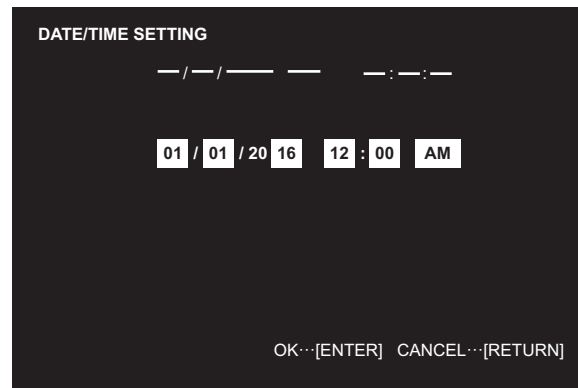 DATE/TIME SETTING
—/—/—— — —:—:—
01 / 01 / 20 16 12 : 00 AM
OK···[ENTER] CANCEL···[RETURN]